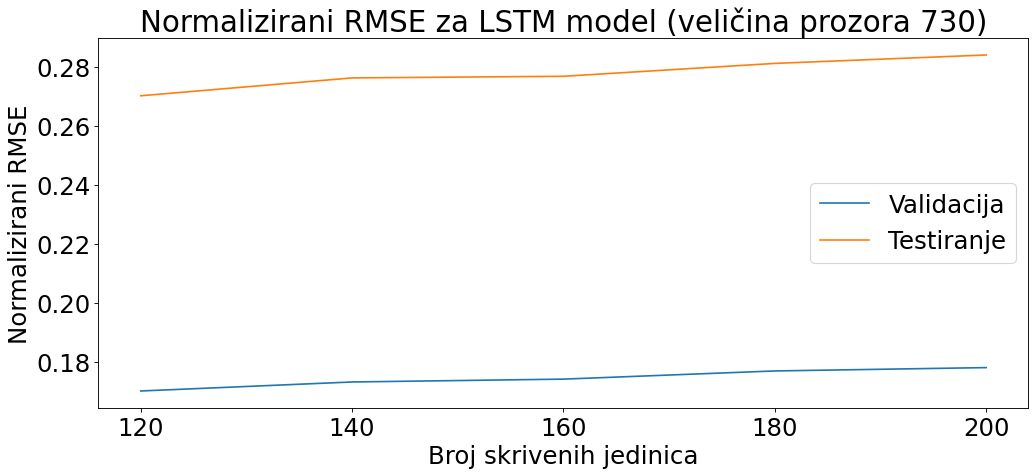 Normalizirani RMSE za LSTM model (veličina prozora 730)
Normalizirani RMSE
0.28
0.26
0.24
0.22
0.20
0.18
Validacija
Testiranje
120 140 160 180 200
Broj skrivenih jedinica